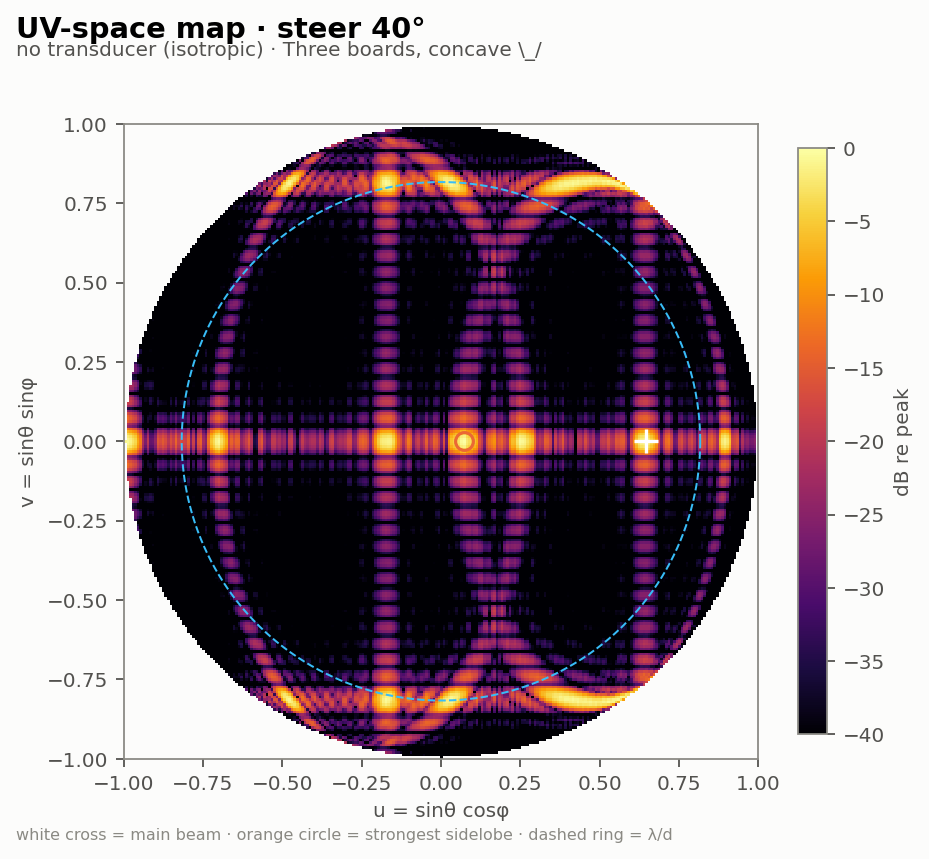 UV-space map · steer 40°
no transducer (isotropic) · Three boards, concave \_/
1.00
0.75
0.50
0.25
0.00
−0.25
−0.50
−0.75
−1.00
v = sinθ sinφ
−1.00 −0.75 −0.50 −0.25 0.00 0.25 0.50 0.75 1.00
u = sinθ cosφ
0
−5
−10
−15
−20
−25
−30
−35
−40
dB re peak
white cross = main beam · orange circle = strongest sidelobe · dashed ring = λ/d